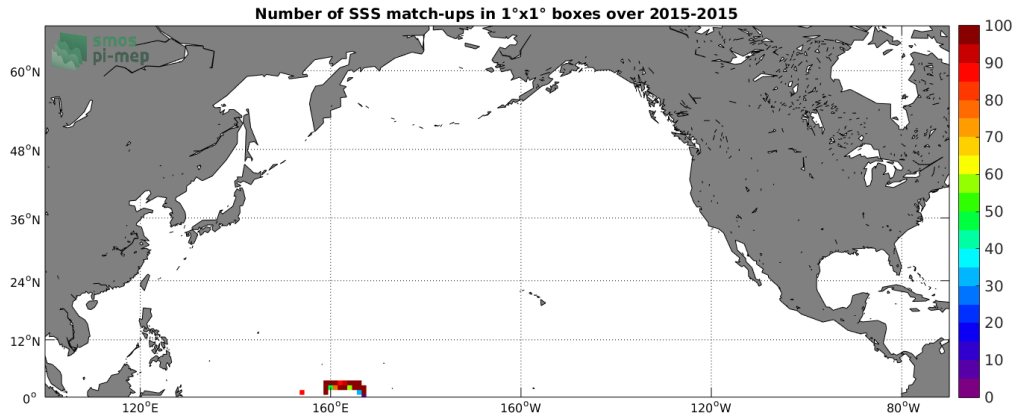 Number of SSS match-ups in 1°x1° boxes over 2015-2015
smos
pi-mep
60°N
48°N
36°N
24°N
12°N
0°
120°E
160°E
160°W
120°W
80°W
100
90
80
70
60
50
40
30
20
10
0